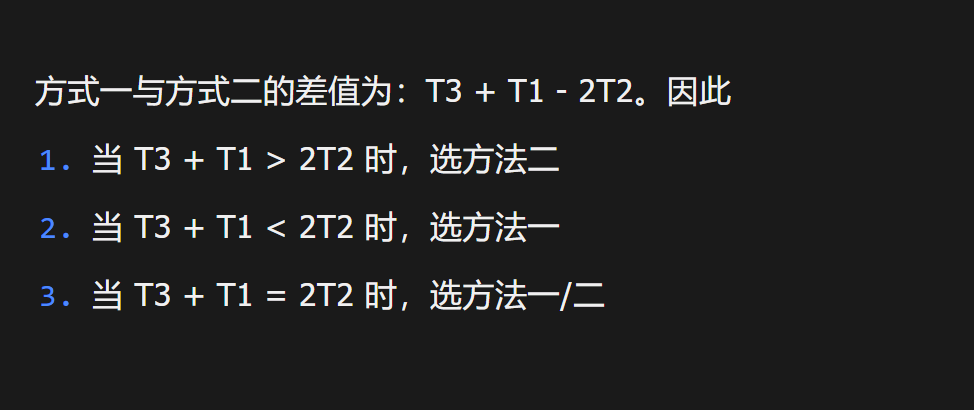 方式一与方式二的差值为：T3 + T1 - 2T2。因此
1. 当 T3 + T1 > 2T2 时，选方法二
2. 当 T3 + T1 < 2T2 时，选方法一
3. 当 T3 + T1 = 2T2 时，选方法一/二